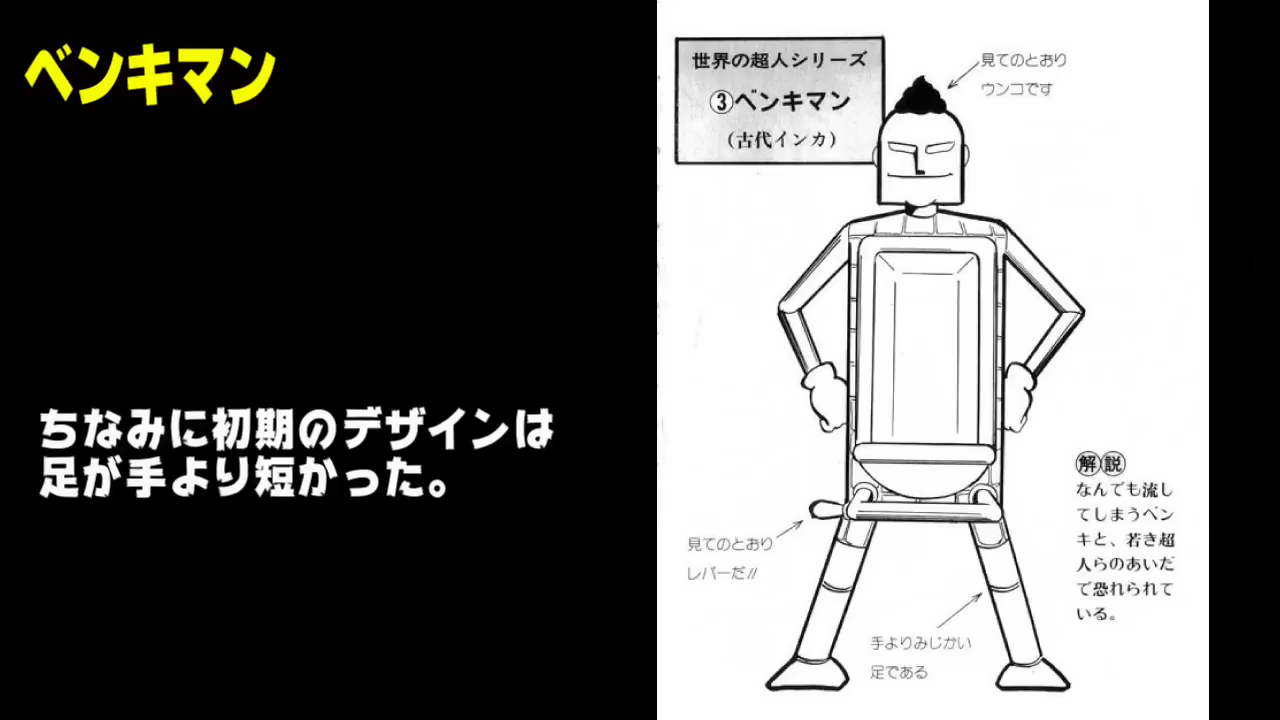 ベンキマン
ちなみに初期のデザインは
足が手より短かった。
世界の超人シリーズ
③ベンキマン
(古代インカ)
見てのとおり
ウンコです
見てのとおり
レバーだ!!
手よりみじかい
足である
解説
なんでも流し
てしまうベン
キと、若き超
人らのあいだ
で恐れられて
いる。